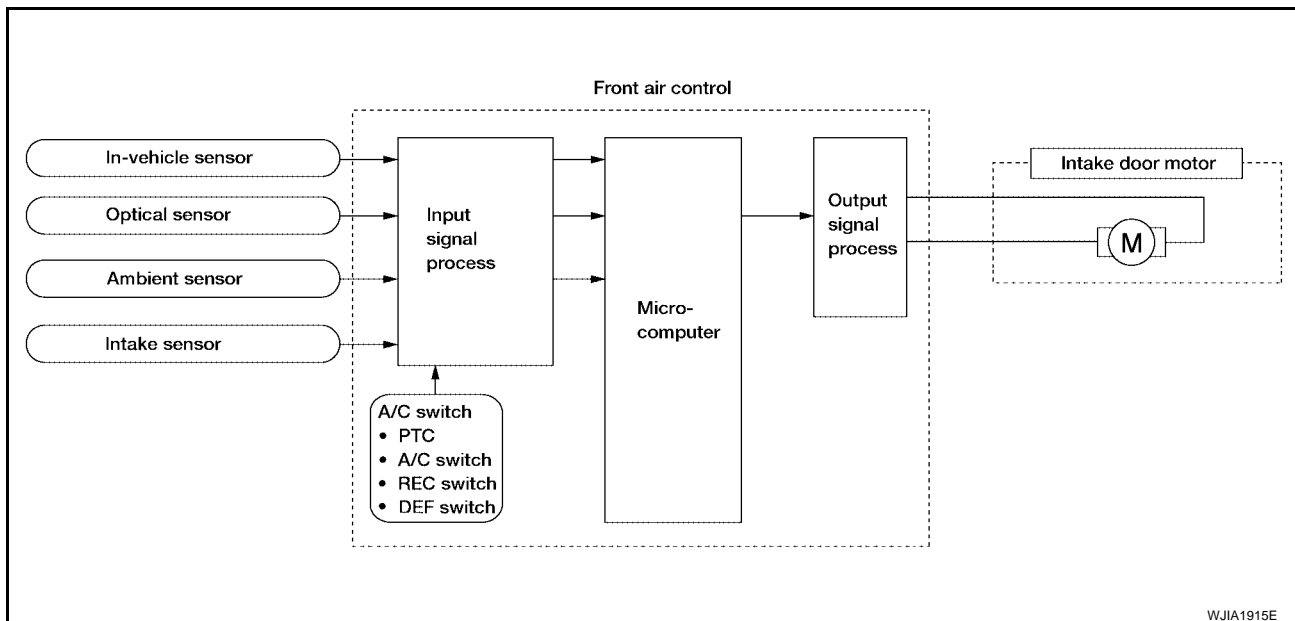 Front air control
In-vehicle sensor
Optical sensor
Ambient sensor
Intake sensor
Input
signal
process
A/C switch
• PTC
• A/C switch
• REC switch
• DEF switch
Micro-
computer
Output
signal
process
Intake door motor
M
WJIA1915E